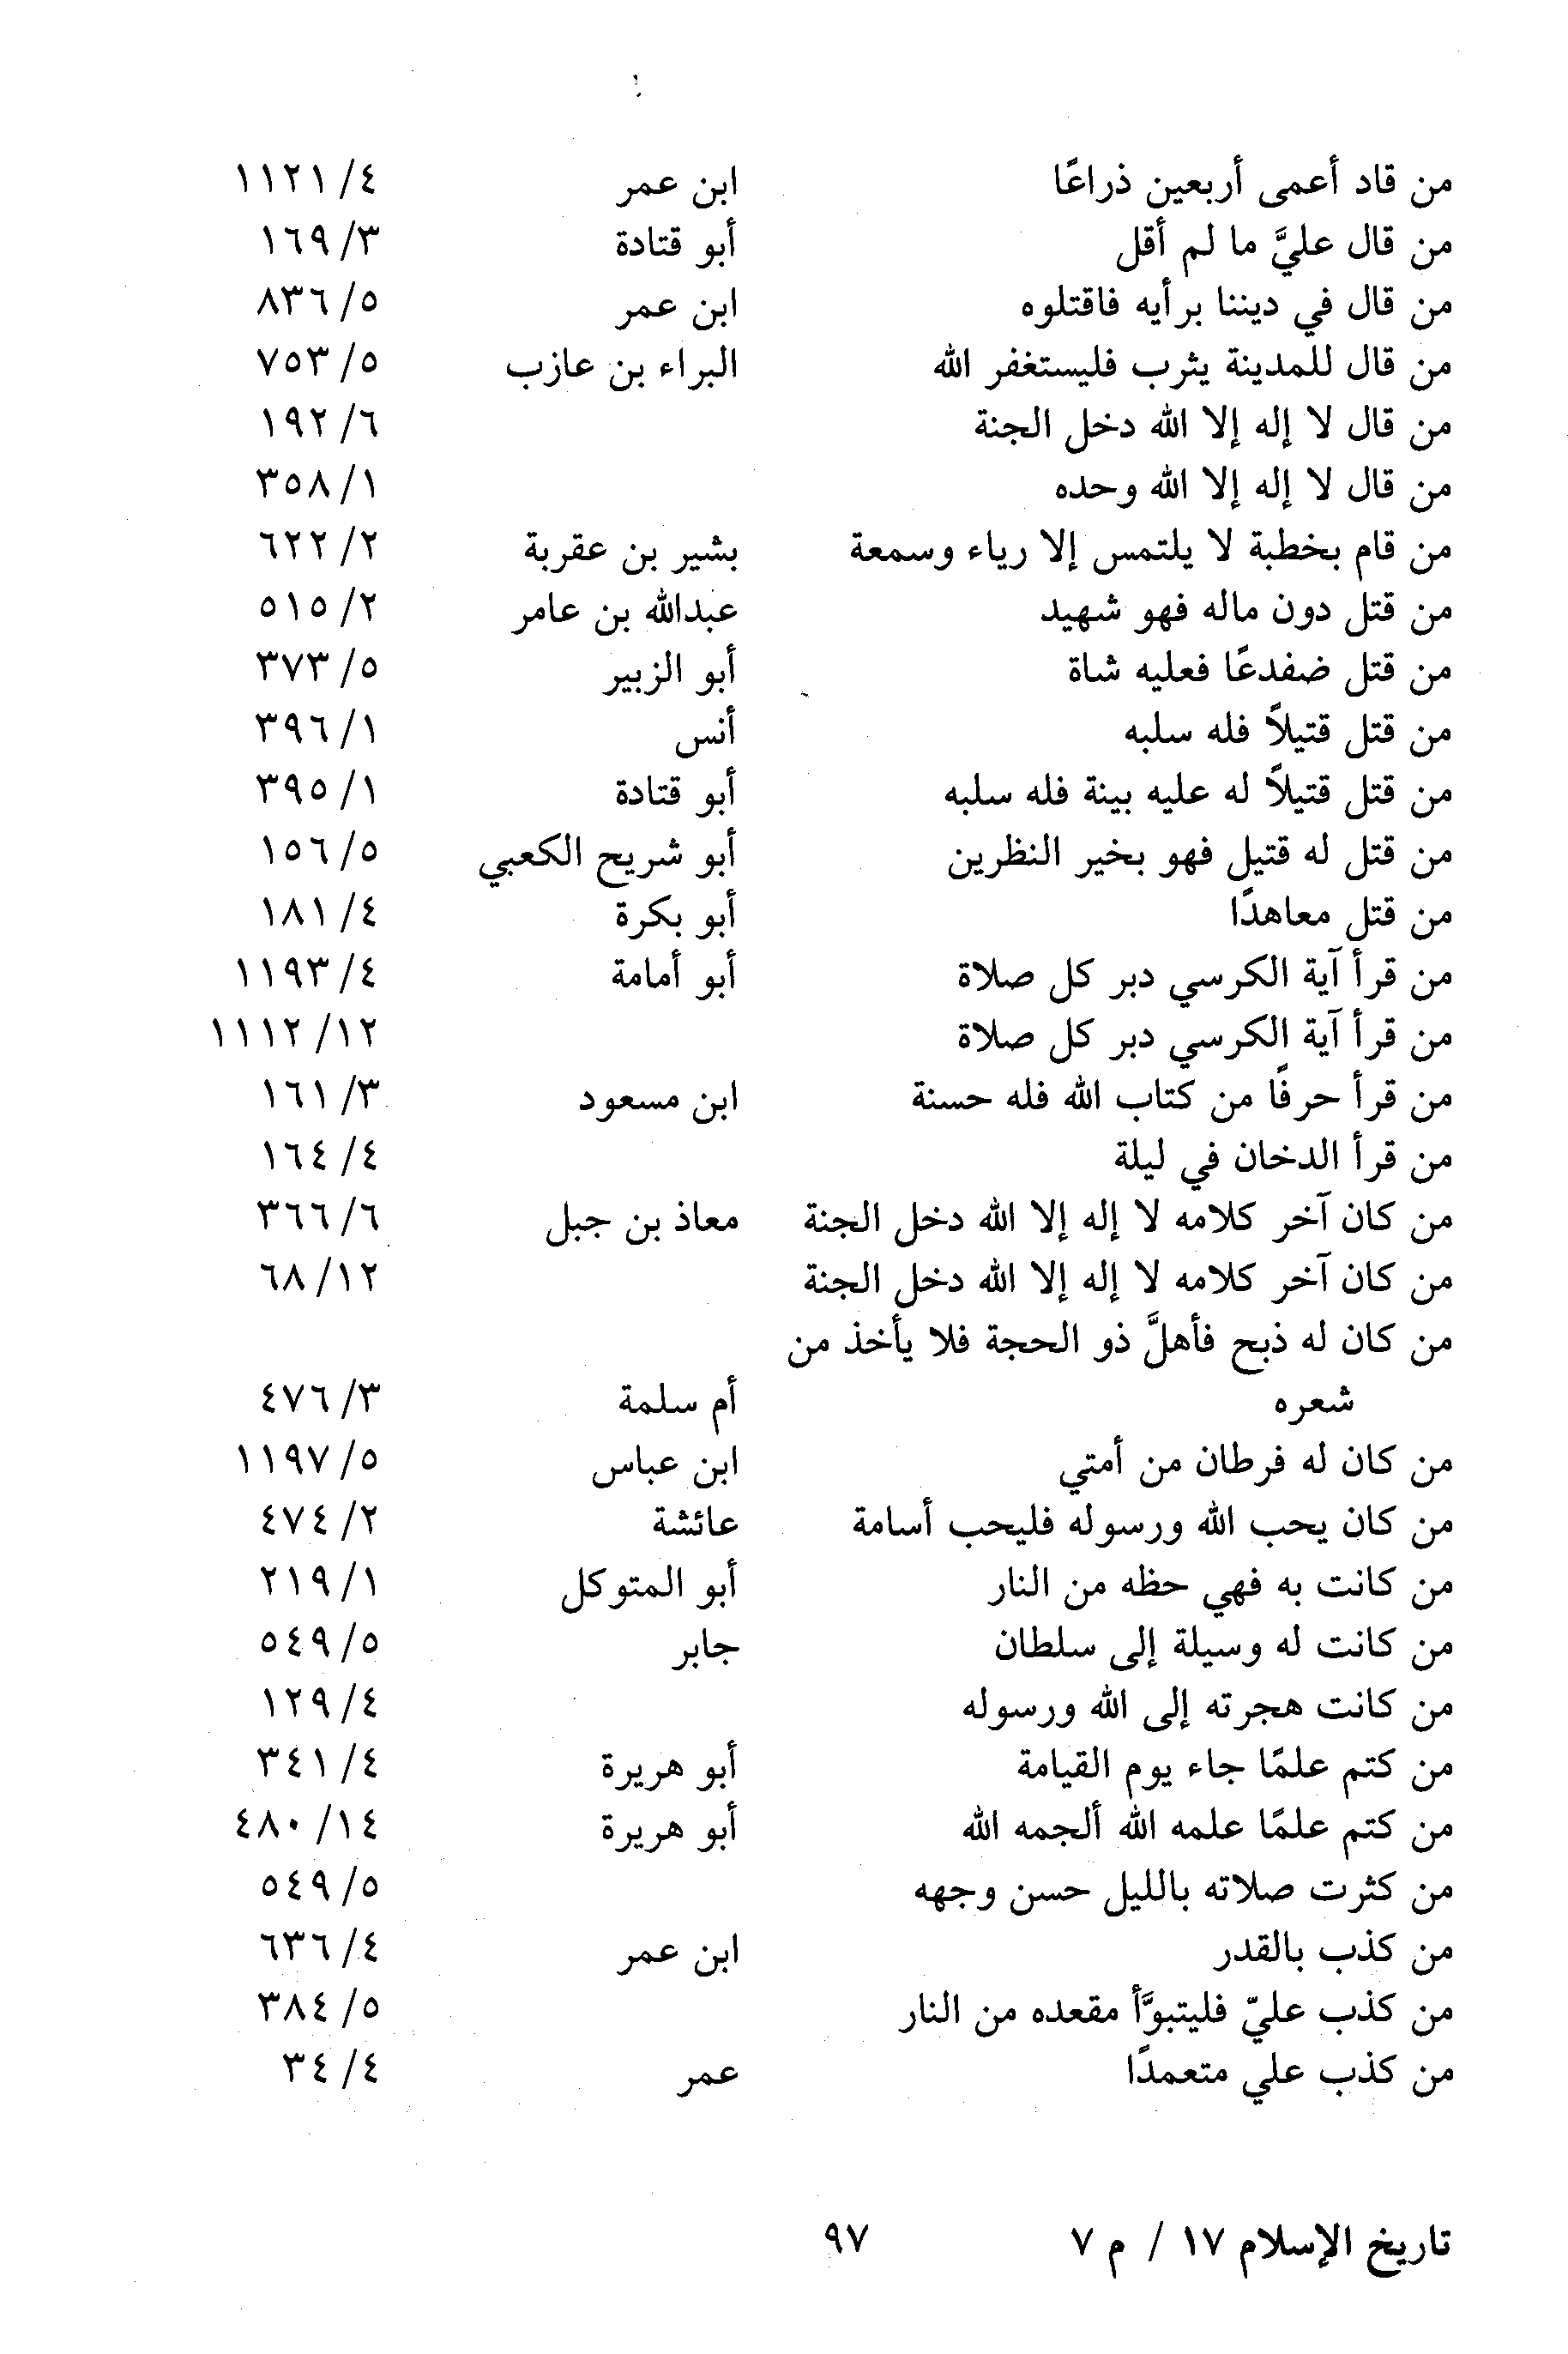 من قاد أعمى أربعين ذراعًا ابن عمر ٤/ ١١٢١
من قال عليَّ ما لم أقل أبو قتادة ٣/ ١٦٩
من قال في ديننا برأيه فاقتلوه ابن عمر ٥/ ٨٣٦
من قال للمدينة يثرب فليستغفر الله البراء بن عازب ٥/ ٧٥٣
من قال لا إله إلا الله دخل الجنة ٦/ ١٩٢
من قال لا إله إلا الله وحده ١/ ٣٥٨
من قام بخطبة لا يلتمس إلا رياء وسمعة بشير بن عقربة ٢/ ٦٢٢
من قتل دون ماله فهو شهيد عبدالله بن عامر ٢/ ٥١٥
من قتل ضفدعًا فعليه شاة أبو الزبير ٥/ ٣٧٣
من قتل قتيلاً فله سلبه أنس ١/ ٣٩٦
من قتل قتيلاً له عليه بينة فله سلبه أبو قتادة ١/ ٣٩٥
من قتل له قتيل فهو بخير النظرين أبو شريح الكعبي ٥/ ١٥٦
من قتل معاهدًا أبو بكرة ٤/ ١٨١
من قرأ آية الكرسي دبر كل صلاة أبو أمامة ٤/ ١١٩٣
من قرأ آية الكرسي دبر كل صلاة ١٢/ ١١١٢
من قرأ حرفًا من كتاب الله فله حسنة ابن مسعود ٣/ ١٦١
من قرأ الدخان في ليلة ٤/ ١٦٤
من كان آخر كلامه لا إله إلا الله دخل الجنة معاذ بن جبل ٦/ ٣٦٦
من كان آخر كلامه لا إله إلا الله دخل الجنة ١٢/ ٦٨
من كان له ذبح فأهلَّ ذو الحجة فلا يأخذ من
شعره أم سلمة ٣/ ٤٧٦
من كان له فرطان من أمتي ابن عباس ٥/ ١١٩٧
من كان يحب الله ورسوله فليحب أسامة عائشة ٢/ ٤٧٤
من كانت به فهي حظه من النار أبو المتوكل ١/ ٢١٩
من كانت له وسيلة إلى سلطان جابر ٥/ ٥٤٩
من كانت هجرته إلى الله ورسوله ٤/ ١٢٩
من كتم علمًا جاء يوم القيامة أبو هريرة ٤/ ٣٤١
من كتم علمًا علمه الله ألجمه الله أبو هريرة ١٤/ ٤٨٠
من كثرت صلاته بالليل حسن وجهه ٥/ ٥٤٩
من كذب بالقدر ابن عمر ٤/ ٦٣٦
من كذب عليّ فليتبوَّأ مقعده من النار ٥/ ٣٨٤
من كذب علي متعمدًا عمر ٤/ ٣٤
تاريخ الإسلام ١٧ / م ٧ ٩٧